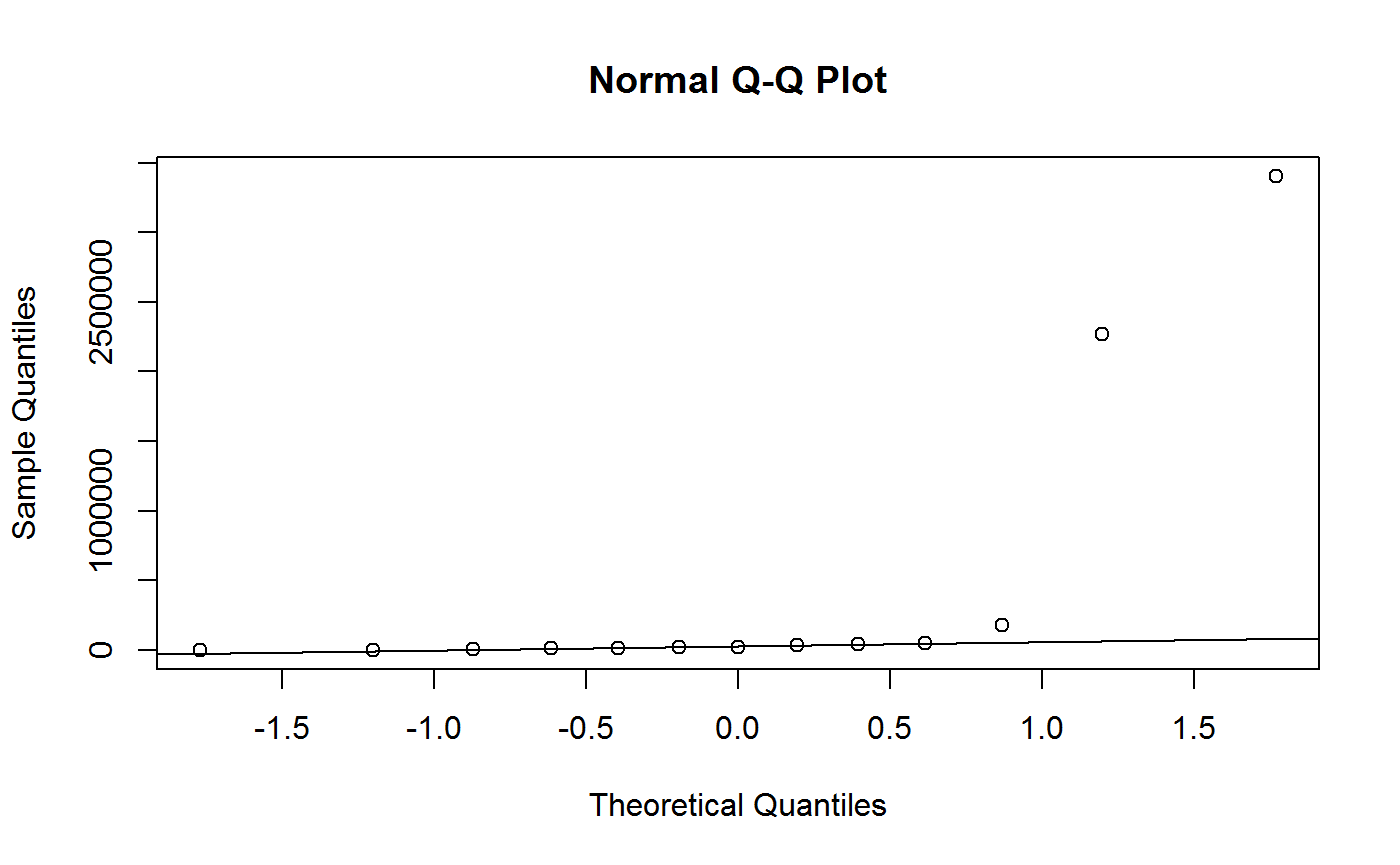 Normal Q-Q Plot
Sample Quantiles
2500000
1000000
0
-1.5 -1.0 -0.5 0.0 0.5 1.0 1.5
Theoretical Quantiles